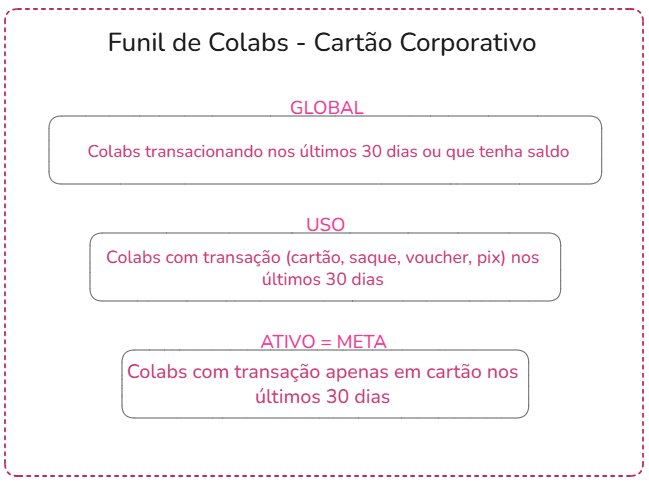 Funil de Colabs - Cartão Corporativo
GLOBAL
Colabs transacionando nos últimos 30 dias ou que tenha saldo
USO
Colabs com transação (cartão, saque, voucher, pix) nos
últimos 30 dias
ATIVO = META
Colabs com transação apenas em cartão nos
últimos 30 dias